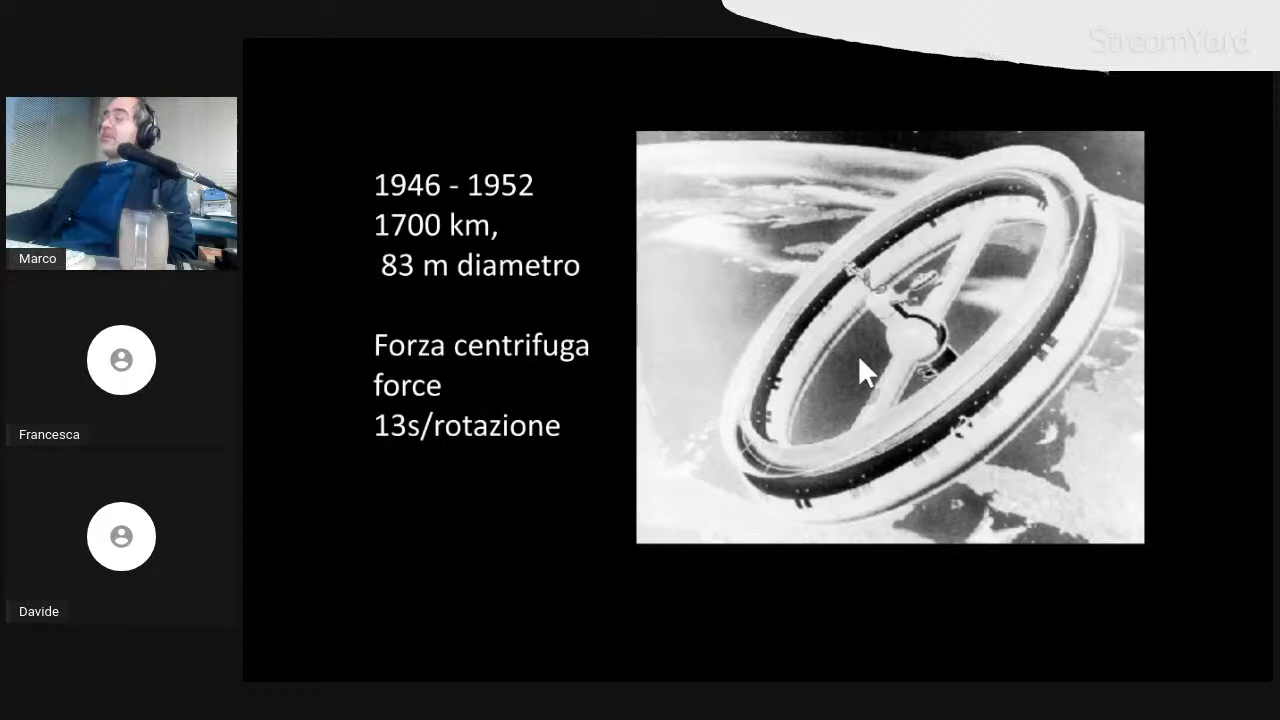 StreamYard
1946 - 1952
1700 km,
83 m diametro
Forza centrifuga
force
13s/rotazione
Marco
Francesca
Davide